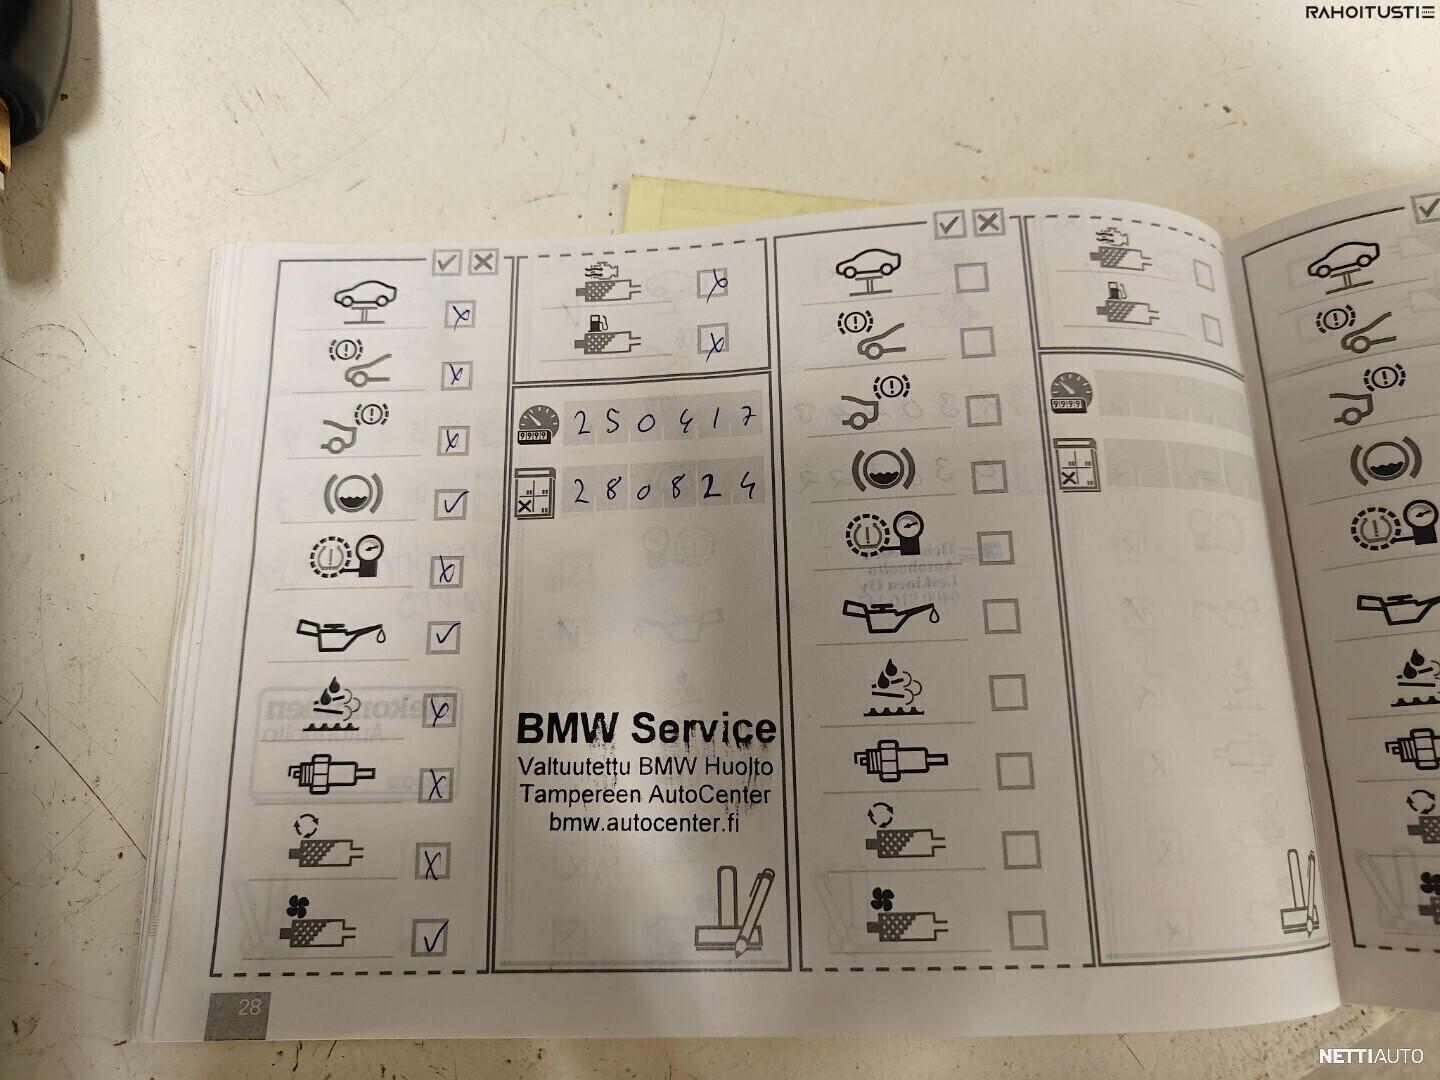 RAHOITUSTIE
250417
280824
BMW Service
Valtuutettu BMW Huolto
Tampereen AutoCenter
bmw.autocenter.fi
28
NETTIAUTO